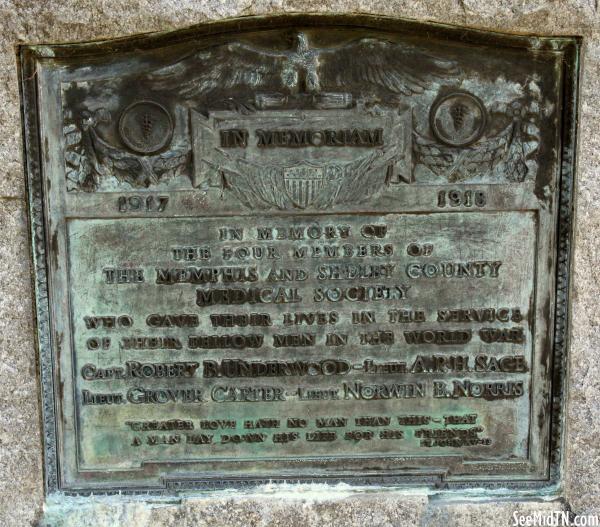 IN MEMORIAM
1917 1918
IN MEMORY OF
THE FOUR MEMBERS OF
THE MEMPHIS AND SHELBY COUNTY
MEDICAL SOCIETY
WHO GAVE THEIR LIVES IN THE SERVICE
OF THEIR FELLOW MEN IN THE WORLD WAR
CAPT. ROBERT B. UNDERWOOD - LIEUT. A.R.H. SAGE
LIEUT GROVER CARTER - LIEUT NORWIN B. NORRIS
"GREATER LOVE HATH NO MAN THAN THIS - THAT
A MAN LAY DOWN HIS LIFE FOR HIS FRIENDS"
SeeMidTN.com